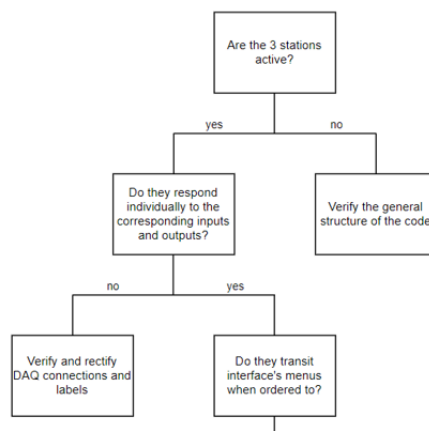 Are the 3 stations
active?
yes
no
Do they respond
individually to the
corresponding inputs
and outputs?
Verify the general
structure of the code
no
yes
Verify and rectify
DAQ connections and
labels
Do they transit
interface's menus
when ordered to?